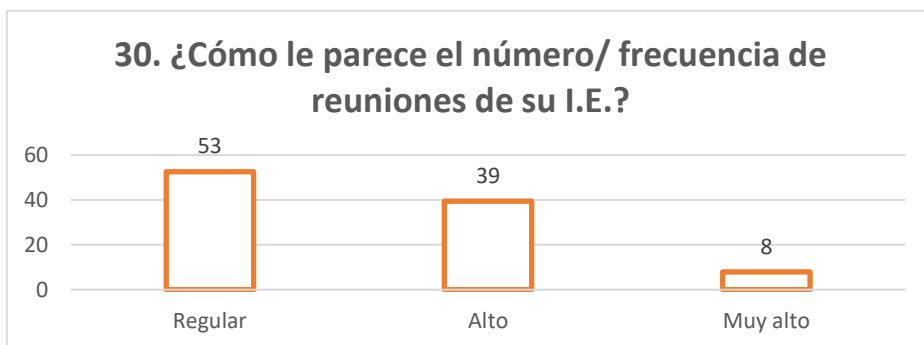 30. ¿Cómo le parece el número/ frecuencia de
reuniones de su I.E.?
53
39
8
60
40
20
0
Regular Alto Muy alto